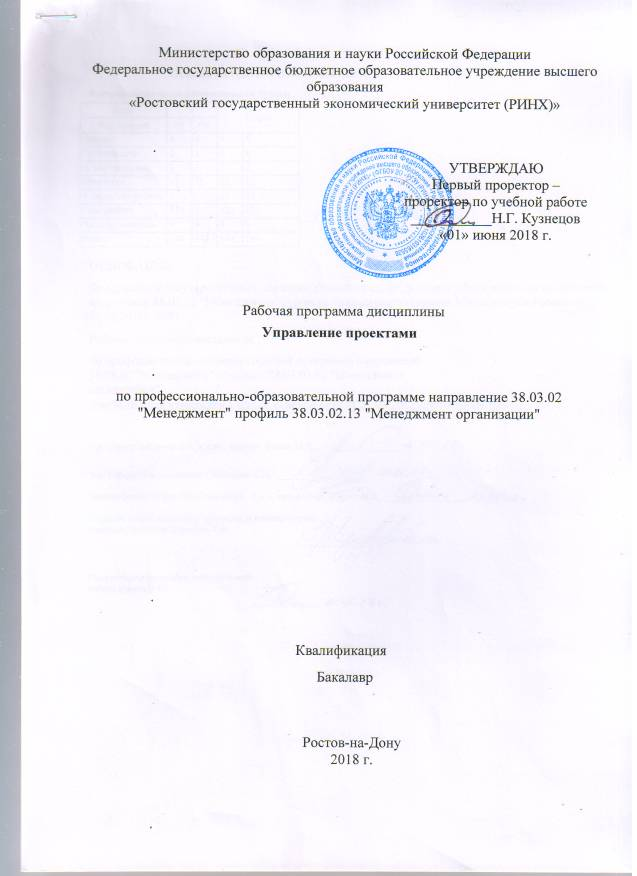 Министерство образования и науки Российской Федерации
Федеральное государственное бюджетное образовательное учреждение высшего
образования
«Ростовский государственный экономический университет (РИНХ)»
УТВЕРЖДАЮ
Первый проректор –
проректор по учебной работе
Н.Г. Кузнецов
«01» июня 2018 г.
Рабочая программа дисциплины
Управление проектами
по профессионально-образовательной программе направление 38.03.02
"Менеджмент" профиль 38.03.02.13 "Менеджмент организации"
Квалификация
Бакалавр
Ростов-на-Дону
2018 г.